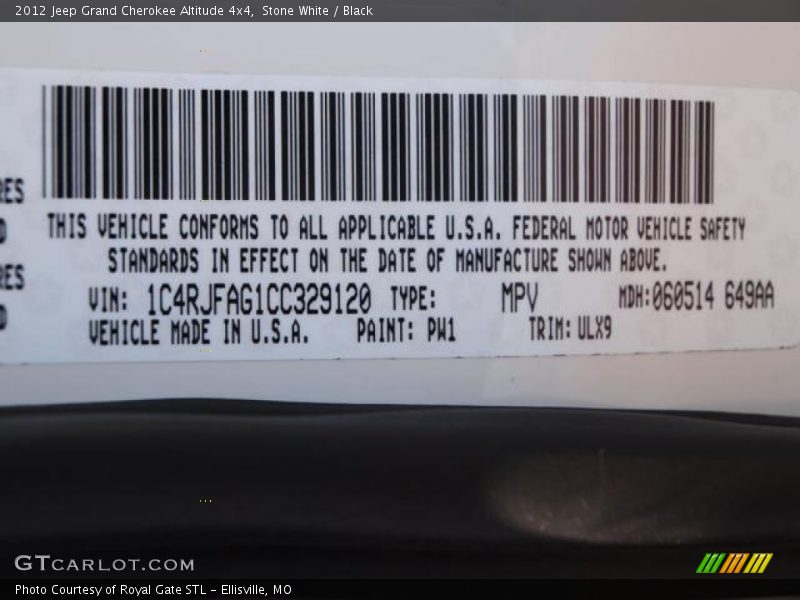 2012 Jeep Grand Cherokee Altitude 4x4, Stone White / Black
RES
THIS VEHICLE CONFORMS TO ALL APPLICABLE U.S.A. FEDERAL MOTOR VEHICLE SAFETY
STANDARDS IN EFFECT ON THE DATE OF MANUFACTURE SHOWN ABOVE.
RES
VIN: 1C4RJFAG1CC329120 TYPE: MPV MDH:060514 649AA
VEHICLE MADE IN U.S.A. PAINT: PW1 TRIM: ULX9
GTCARLOT.COM
Photo Courtesy of Royal Gate STL - Ellisville, MO